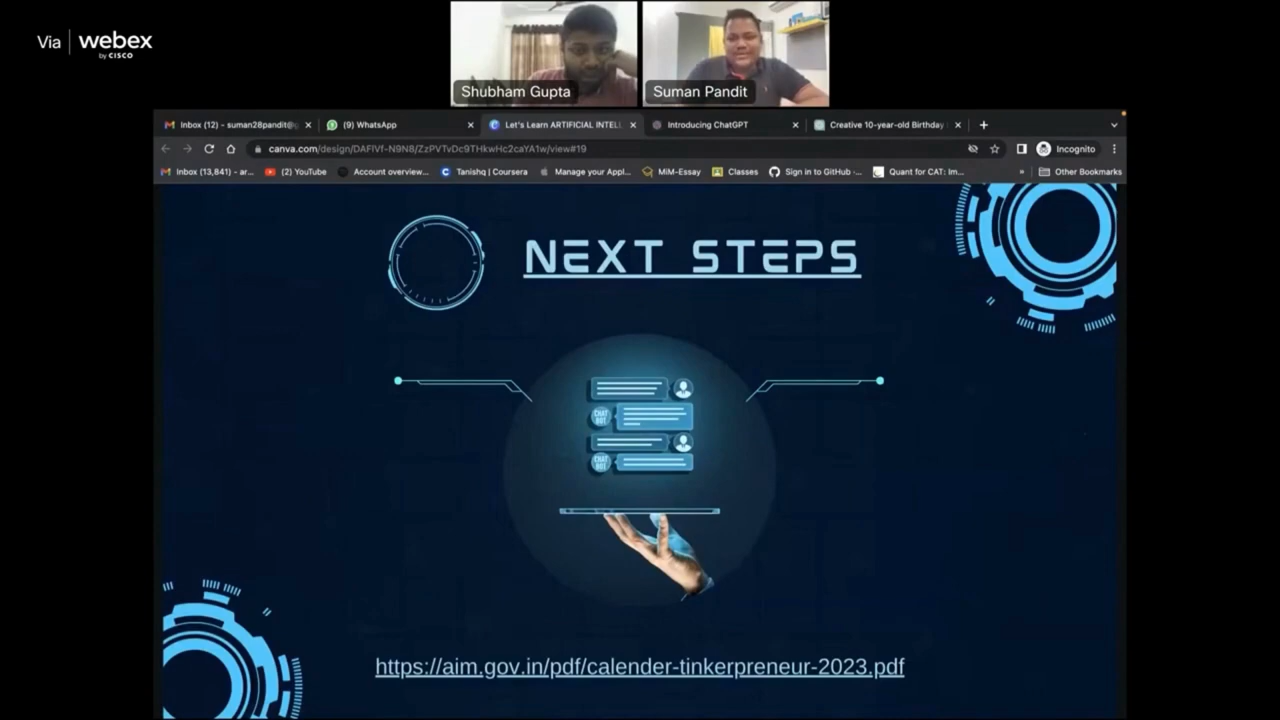 Via webex
by CISCO
Shubham Gupta
Suman Pandit
Inbox (12) - suman28pandit@g
(9) WhatsApp
Let's Learn ARTIFICIAL INTEL
Introducing ChatGPT
Creative 10-year-old Birthday
canva.com/design/DAFIVf-N9N8/ZzPVTvDc9THkwHc2caYA1w/view#19
Incognito
Inbox (13,841) - ar...
(2) YouTube
Account overview...
Tanishq | Coursera
Manage your Appl...
MiM-Essay
Classes
Sign in to GitHub ·...
Quant for CAT: Im...
»
Other Bookmarks
NEXT STEPS
CHAT
BOT
CHAT
BOT
https://aim.gov.in/pdf/calender-tinkerpreneur-2023.pdf